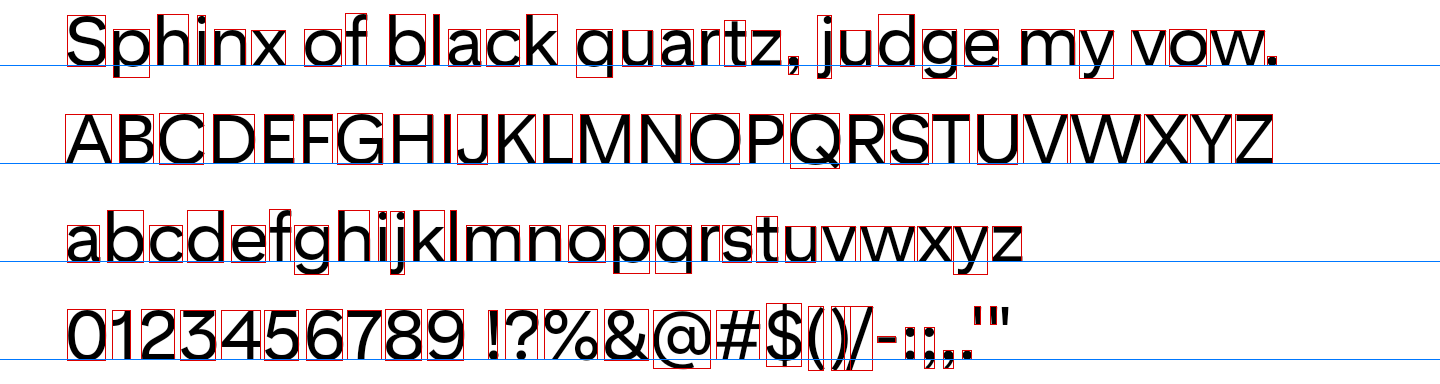 Sphinx of black quartz, judge my vow.
ABCDEFGHIJKLMNOPQRSTUVWXYZ
abcdefghijklmnopqrstuvwxyz
0123456789 !?%&@#$()/-:;,.'"